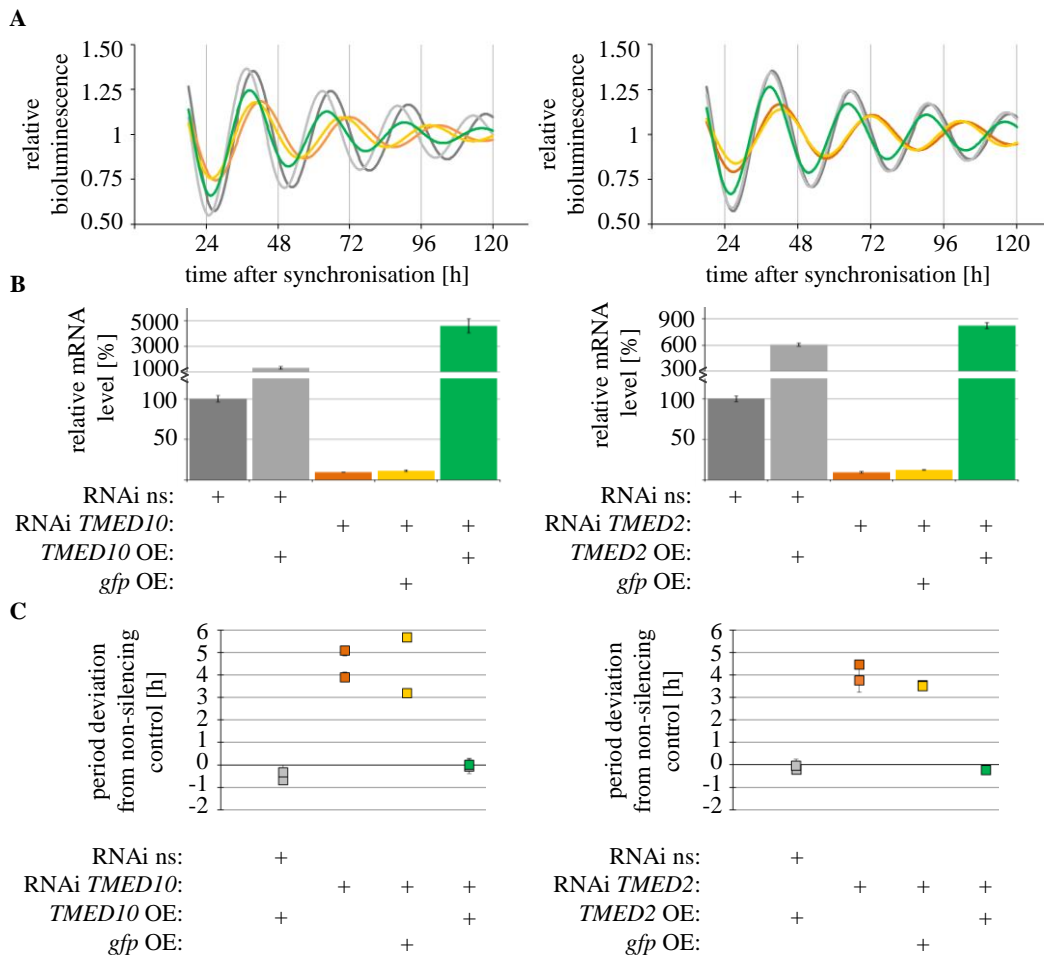 A
relative
bioluminescence
1.50
1.25
1
0.75
0.50
24 48 72 96 120
time after synchronisation [h]
relative
bioluminescence
1.50
1.25
1
0.75
0.50
24 48 72 96 120
time after synchronisation [h]
B
relative mRNA
level [%]
5000
3000
1000
100
50
RNAi ns: + +
RNAi TMED10: + + +
TMED10 OE: + +
gfp OE: +
relative mRNA
level [%]
900
600
300
100
50
RNAi ns: + +
RNAi TMED2: + + +
TMED2 OE: + +
gfp OE: +
C
period deviation
from non-silencing
control [h]
6
5
4
3
2
1
0
-1
-2
RNAi ns: +
RNAi TMED10: + + +
TMED10 OE: + +
gfp OE: +
period deviation
from non-silencing
control [h]
6
5
4
3
2
1
0
-1
-2
RNAi ns: +
RNAi TMED2: + + +
TMED2 OE: + +
gfp OE: +